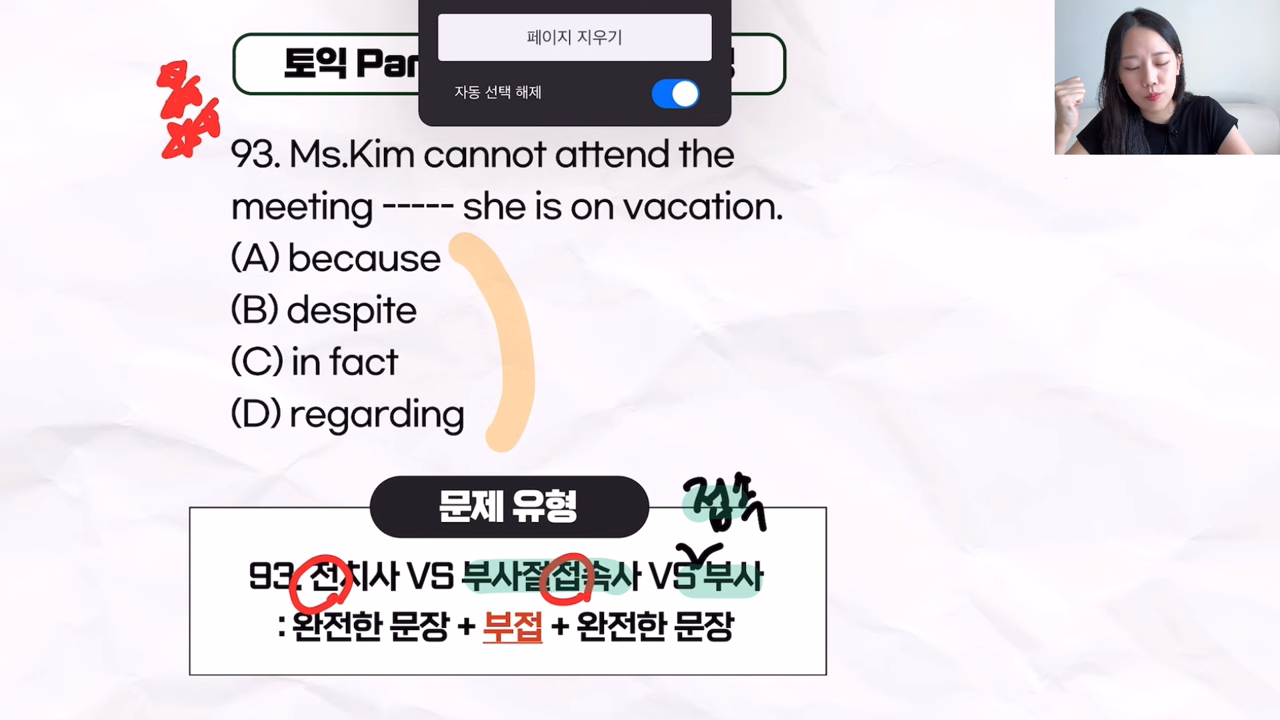 페이지 지우기
자동 선택 해제
토익 Par
93. Ms.Kim cannot attend the
meeting ----- she is on vacation.
(A) because
(B) despite
(C) in fact
(D) regarding
문제 유형
접속
93. 전치사 VS 부사절접속사 VS 부사
: 완전한 문장 + 부접 + 완전한 문장